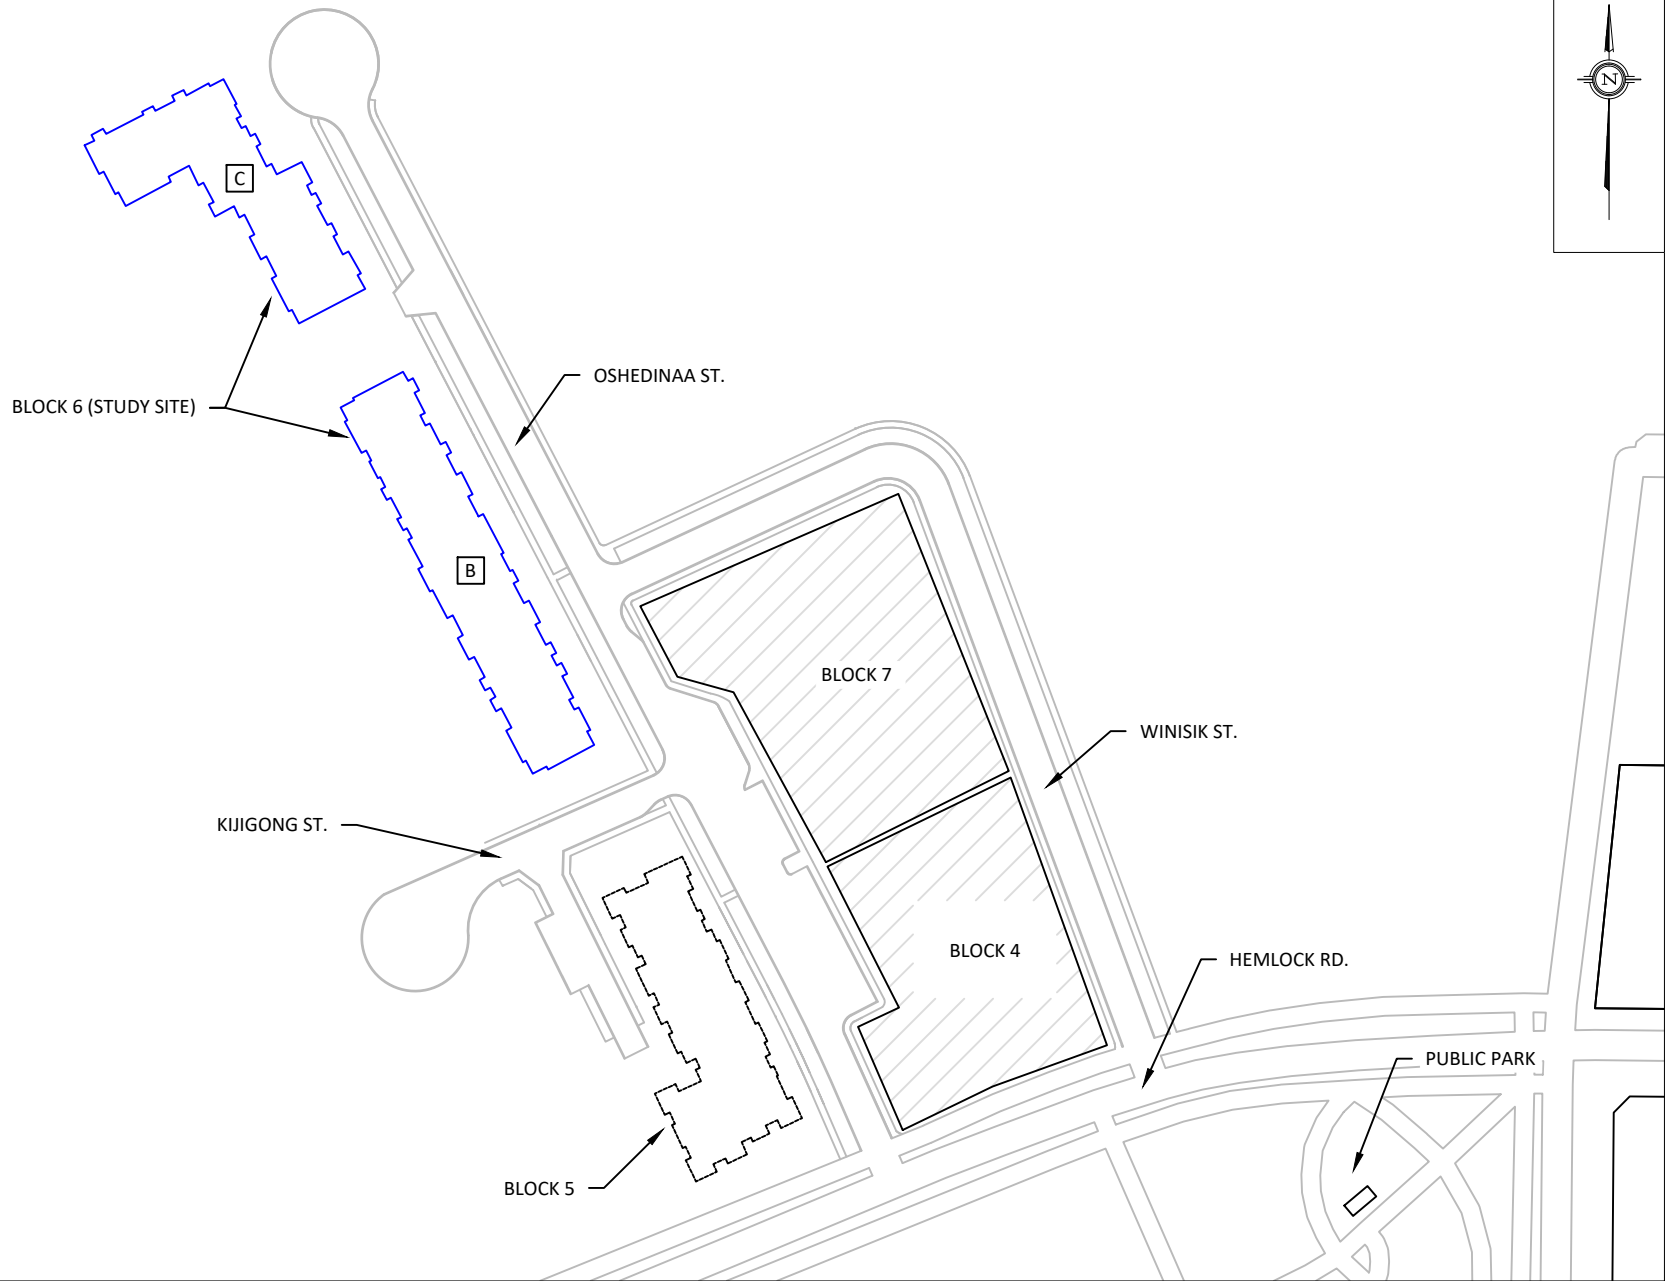 N
C
OSHEDINAA ST.
BLOCK 6 (STUDY SITE)
B
BLOCK 7
WINISIK ST.
KIJIGONG ST.
BLOCK 4
HEMLOCK RD.
PUBLIC PARK
BLOCK 5